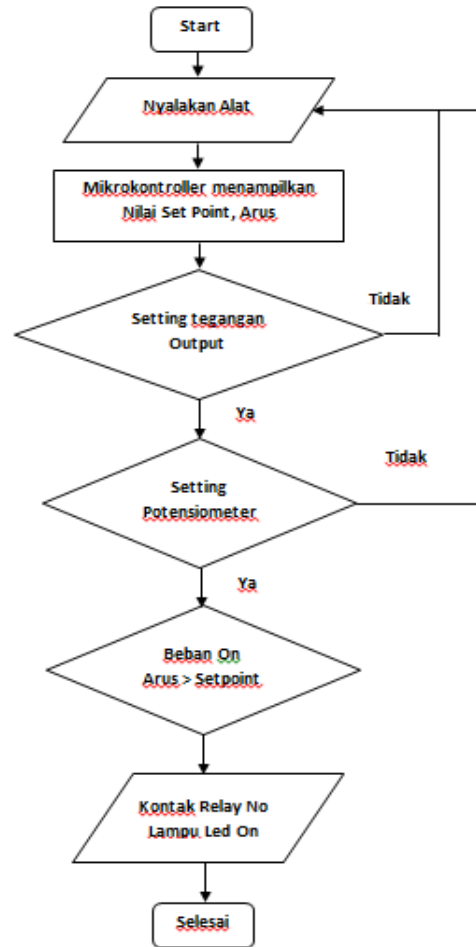 Start
Nyalakan Alat
Mikrokontroller menampilkan
Nilai Set Point, Arus
Tidak
Setting tegangan
Output
Ya
Tidak
Setting
Potensiometer
Ya
Beban On
Arus > Setpoint
Kontak Relay No
Lampu Led On
Selesai